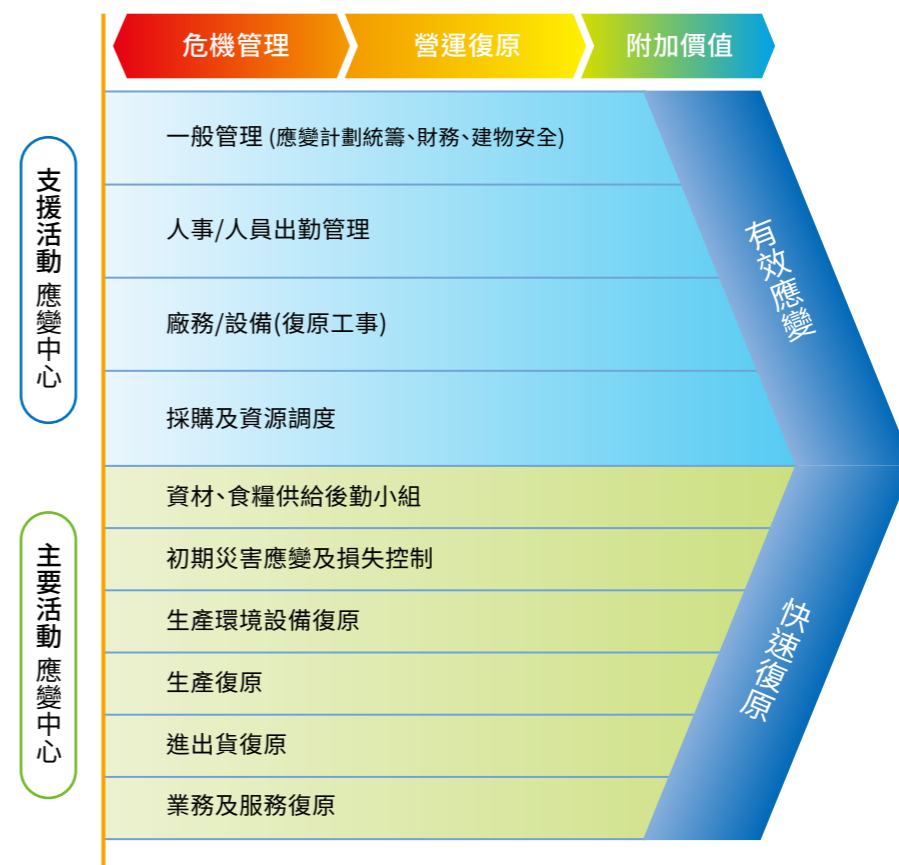 危機管理
營運復原
附加價值
支援活動 應變中心
一般管理 (應變計劃統籌、財務、建物安全)
人事/人員出勤管理
廠務/設備(復原工事)
採購及資源調度
有效應變
主要活動 應變中心
資材、食糧供給後勤小組
初期災害應變及損失控制
生產環境設備復原
生產復原
進出貨復原
業務及服務復原
快速復原